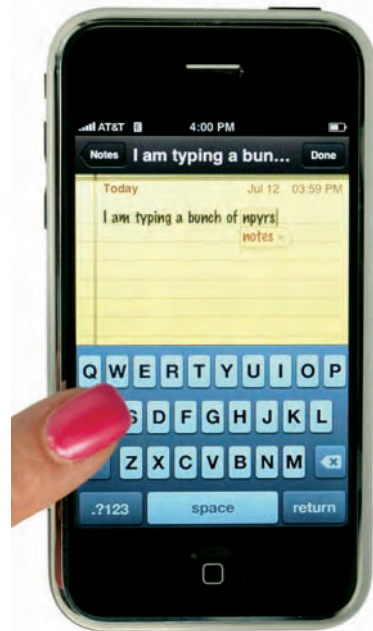 AT&T E 4:00 PM
Notes I am typing a bun... Done
Today Jul 12 03:59 PM
I am typing a bunch of npyrs
notes ×
Q W E R T Y U I O P
S D F G H J K L
Z X C V B N M
.?123 space return